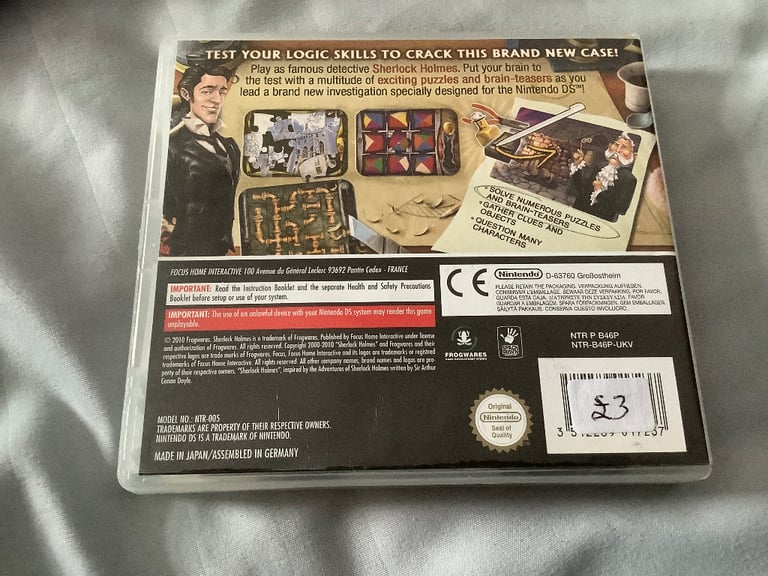 TEST YOUR LOGIC SKILLS TO CRACK THIS BRAND NEW CASE!
Play as famous detective Sherlock Holmes. Put your brain to
the test with a multitude of exciting puzzles and brain-teasers as you
lead a brand new investigation specially designed for the Nintendo DS™!
• SOLVE NUMEROUS PUZZLES
AND BRAIN-TEASERS
• GATHER CLUES AND
OBJECTS
• QUESTION MANY
CHARACTERS
FOCUS HOME INTERACTIVE 100 Avenue du Général Leclerc 93692 Pantin Cedex - FRANCE
IMPORTANT: Read the Instruction Booklet and the separate Health and Safety Precautions
Booklet before setup or use of your system.
IMPORTANT: The use of an unlawful device with your Nintendo DS system may render this game
unplayable.
CE
Nintendo D-63760 Großostheim
PLEASE RETAIN THE PACKAGING. VERPACKUNG AUFHEBEN.
CONSERVER L'EMBALLAGE. BEWAAR DEZE VERPAKKING. POR FAVOR,
GUARDA ESTA CAJA. ΚΡΑΤΗΣΤΕ ΤΗΝ ΣΥΣΚΕΥΑΣΙΑ. POR FAVOR
GUARDAR A EMBALAGEM. SPARA FÖRPACKNINGEN. GEM EMBALLAGEN.
SÄILYTÄ PAKKAUS. CONSERVA QUESTO INVOLUCRO.
© 2010 Frogwares. Sherlock Holmes is a trademark of Frogwares. Published by Focus Home Interactive under license
and authorization of Frogwares. All rights reserved. Copyright 2000-2010 "Sherlock Holmes" and Frogwares and their
respective logos are trade marks of Frogwares. Focus, Focus Home Interactive and its logos are trademarks or registered
trademarks of Focus Home Interactive. All rights reserved. All other company names, brand names and logos are pro
perty of their respective owners. "Sherlock Holmes", inspired by the Adventures of Sherlock Holmes written by Sir Arthur
Conan Doyle.
FROGWARES
NTR P B46P
NTR-B46P-UKV
MODEL NO.: NTR-005
TRADEMARKS ARE PROPERTY OF THEIR RESPECTIVE OWNERS.
NINTENDO DS IS A TRADEMARK OF NINTENDO.
MADE IN JAPAN/ASSEMBLED IN GERMANY
Original
Nintendo
Seal of
Quality
£3